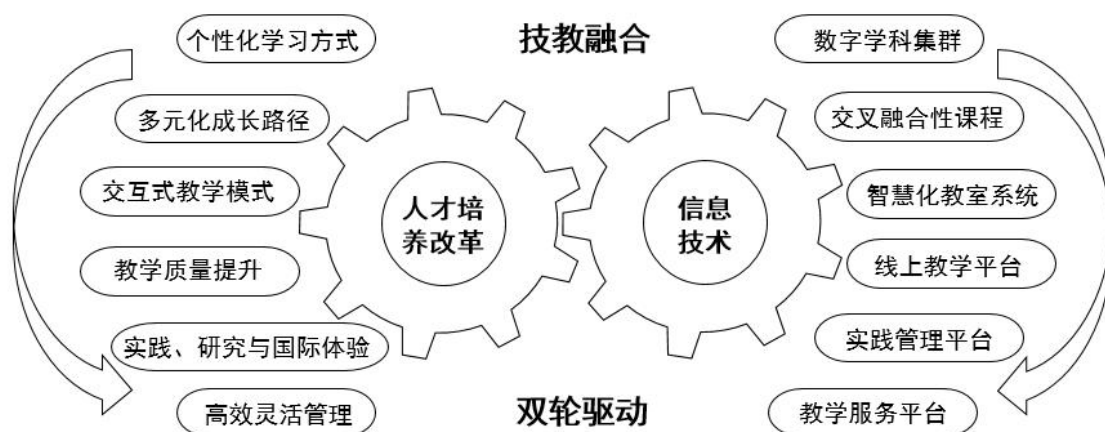 技教融合
个性化学习方式
多元化成长路径
交互式教学模式
教学质量提升
实践、研究与国际体验
高效灵活管理
人才培
养改革
信息
技术
数字学科集群
交叉融合性课程
智慧化教室系统
线上教学平台
实践管理平台
教学服务平台
双轮驱动